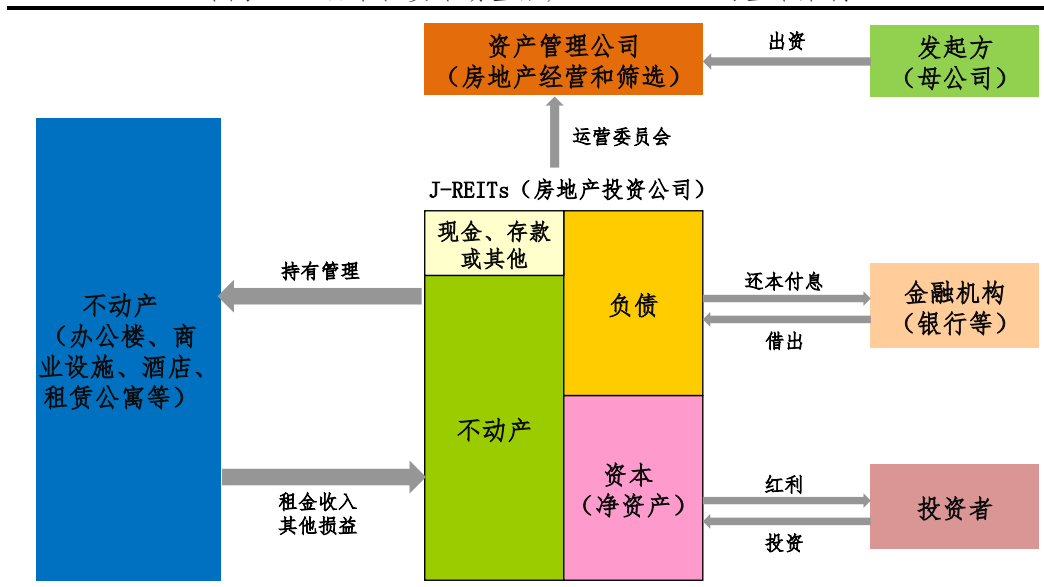 资产管理公司
（房地产经营和筛选）
出资
发起方
（母公司）
运营委员会
J-REITs（房地产投资公司）
现金、存款
或其他
持有管理
不动产
（办公楼、商
业设施、酒店、
租赁公寓等）
负债
还本付息
借出
金融机构
（银行等）
不动产
租金收入
其他损益
资本
（净资产）
红利
投资
投资者